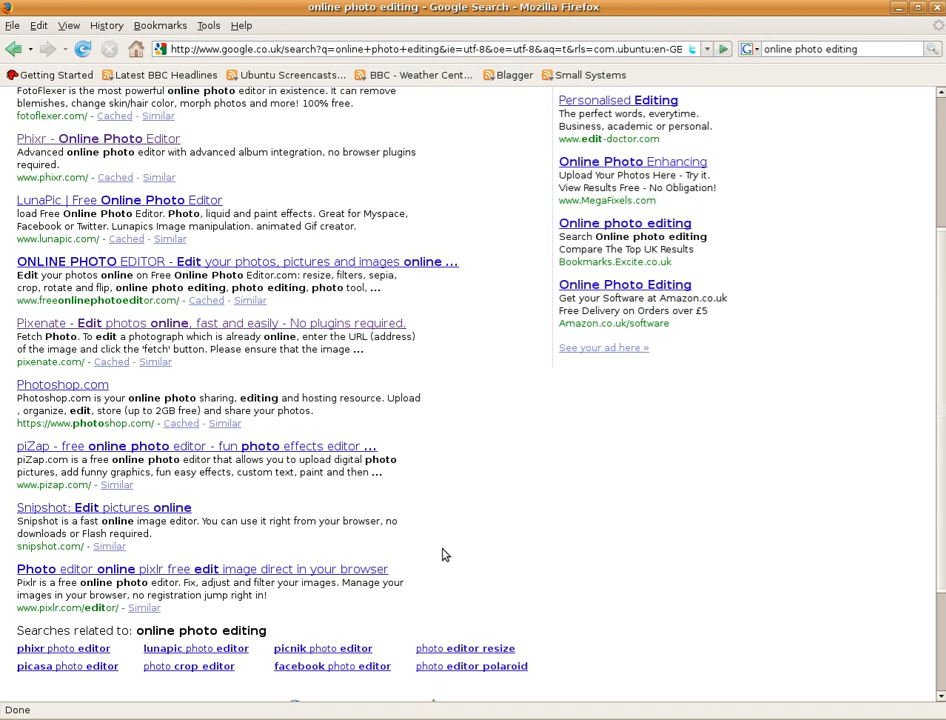 online photo editing - Google Search - Mozilla Firefox
File Edit View History Bookmarks Tools Help
http://www.google.co.uk/search?q=online+photo+editing&ie=utf-8&oe=utf-8&aq=t&rls=com.ubuntu:en-GB
online photo editing
Getting Started Latest BBC Headlines Ubuntu Screencasts... BBC - Weather Cent... Blagger Small Systems
FotoFlexer is the most powerful online photo editor in existence. It can remove
blemishes, change skin/hair color, morph photos and more! 100% free.
fotoflexer.com/ - Cached - Similar
Phixr - Online Photo Editor
Advanced online photo editor with advanced album integration, no browser plugins
required.
www.phixr.com/ - Cached - Similar
LunaPic | Free Online Photo Editor
load Free Online Photo Editor. Photo, liquid and paint effects. Great for Myspace,
Facebook or Twitter. Lunapics Image manipulation. animated Gif creator.
www.lunapic.com/ - Cached - Similar
ONLINE PHOTO EDITOR - Edit your photos, pictures and images online ...
Edit your photos online on Free Online Photo Editor.com: resize, filters, sepia,
crop, rotate and flip, online photo editing, photo editing, photo tool, ...
www.freeonlinephotoeditor.com/ - Cached - Similar
Pixenate - Edit photos online, fast and easily - No plugins required.
Fetch Photo. To edit a photograph which is already online, enter the URL (address)
of the image and click the 'fetch' button. Please ensure that the image ...
pixenate.com/ - Cached - Similar
Photoshop.com
Photoshop.com is your online photo sharing, editing and hosting resource. Upload
, organize, edit, store (up to 2GB free) and share your photos.
https://www.photoshop.com/ - Cached - Similar
piZap - free online photo editor - fun photo effects editor ...
piZap.com is a free online photo editor that allows you to upload digital photo
pictures, add funny graphics, fun easy effects, custom text, paint and then ...
www.pizap.com/ - Similar
Snipshot: Edit pictures online
Snipshot is a fast online image editor. You can use it right from your browser, no
downloads or Flash required.
snipshot.com/ - Similar
Photo editor online pixlr free edit image direct in your browser
Pixlr is a free online photo editor. Fix, adjust and filter your images. Manage your
images in your browser, no registration jump right in!
www.pixlr.com/editor/ - Similar
Searches related to: online photo editing
phixr photo editor lunapic photo editor picnik photo editor photo editor resize
picasa photo editor photo crop editor facebook photo editor photo editor polaroid
Personalised Editing
The perfect words, everytime.
Business, academic or personal.
www.edit-doctor.com
Online Photo Enhancing
Upload Your Photos Here - Try it.
View Results Free - No Obligation!
www.MegaFixels.com
Online photo editing
Search Online photo editing
Compare The Top UK Results
Bookmarks.Excite.co.uk
Online Photo Editing
Get your Software at Amazon.co.uk
Free Delivery on Orders over £5
Amazon.co.uk/software
See your ad here »
Done